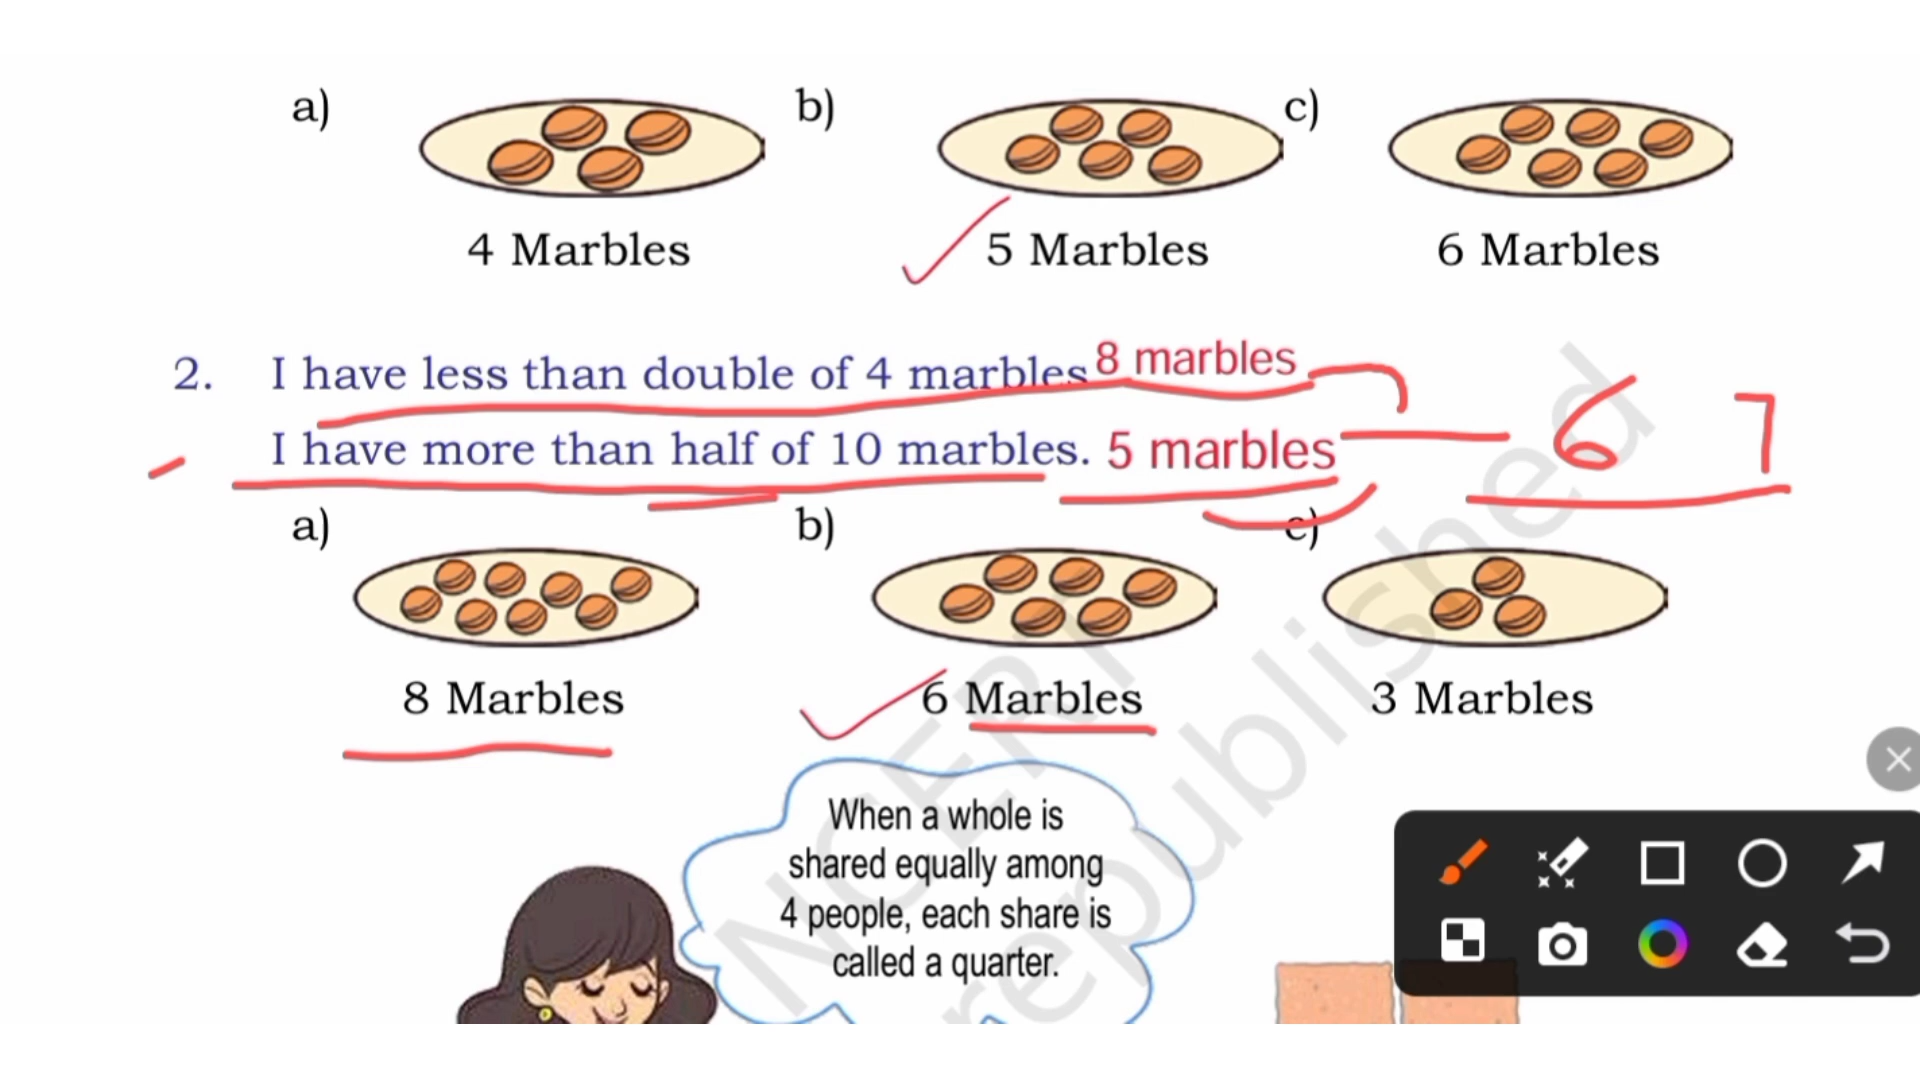 a) b) c)
4 Marbles 5 Marbles 6 Marbles
2. I have less than double of 4 marbles 8 marbles
I have more than half of 10 marbles. 5 marbles 6 7
a) b) c)
8 Marbles 6 Marbles 3 Marbles
When a whole is
shared equally among
4 people, each share is
called a quarter.
NCERT
republished